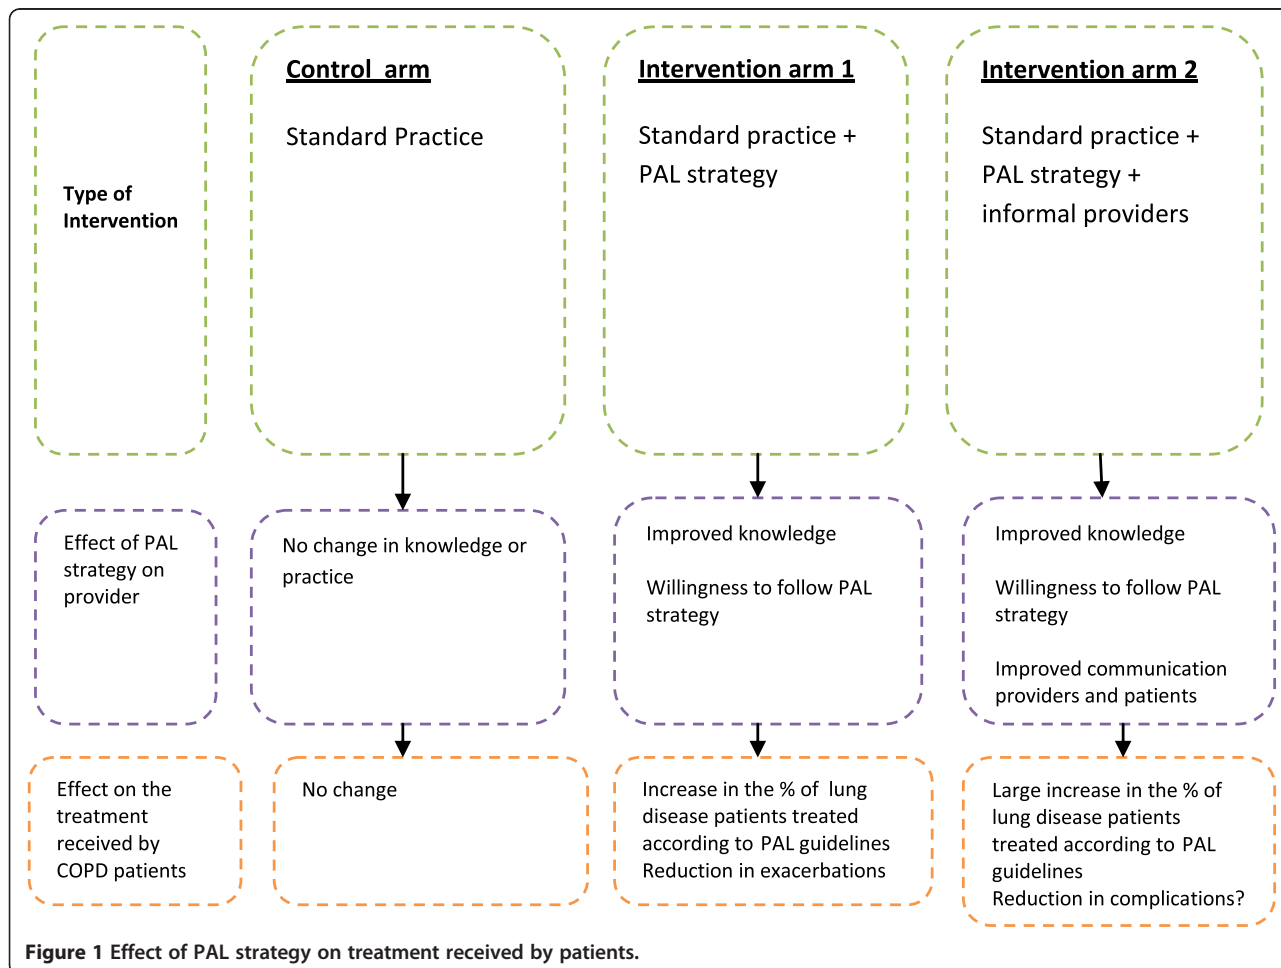 Type of
Intervention
Control arm
Standard Practice
Intervention arm 1
Standard practice +
PAL strategy
Intervention arm 2
Standard practice +
PAL strategy +
informal providers
Effect of PAL
strategy on
provider
No change in knowledge or
practice
Improved knowledge
Willingness to follow PAL
strategy
Improved knowledge
Willingness to follow PAL
strategy
Improved communication
providers and patients
Effect on the
treatment
received by
COPD patients
No change
Increase in the % of lung
disease patients treated
according to PAL guidelines
Reduction in exacerbations
Large increase in the % of
lung disease patients
treated according to PAL
guidelines
Reduction in complications?
Figure 1 Effect of PAL strategy on treatment received by patients.